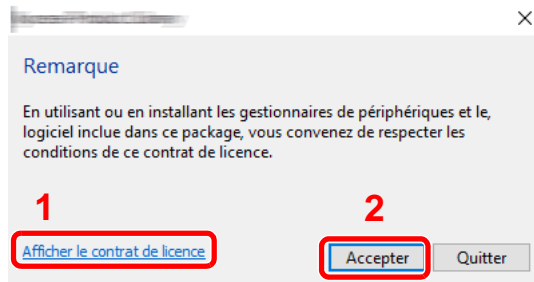 Remarque
En utilisant ou en installant les gestionnaires de périphériques et le,
logiciel inclue dans ce package, vous convenez de respecter les
conditions de ce contrat de licence.
1
2
Afficher le contrat de licence
Accepter
Quitter